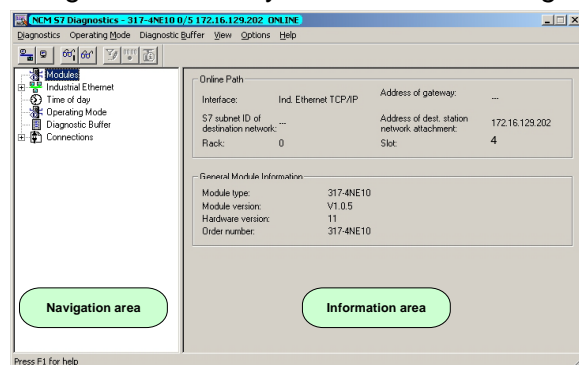 NCM S7 Diagnostics - 317-4NE10 0/5 172.16.129.202 ONLINE
Diagnostics Operating Mode Diagnostic Buffer View Options Help
Modules
Industrial Ethernet
Time of day
Operating Mode
Diagnostic Buffer
Connections
Navigation area
Online Path
Interface: Ind. Ethernet TCP/IP Address of gateway: ---
S7 subnet ID of
destination network: ---
Address of dest. station
network attachment: 172.16.129.202
Rack: 0 Slot: 4
General Module Information
Module type: 317-4NE10
Module version: V1.0.5
Hardware version: 11
Order number: 317-4NE10
Information area
Press F1 for help